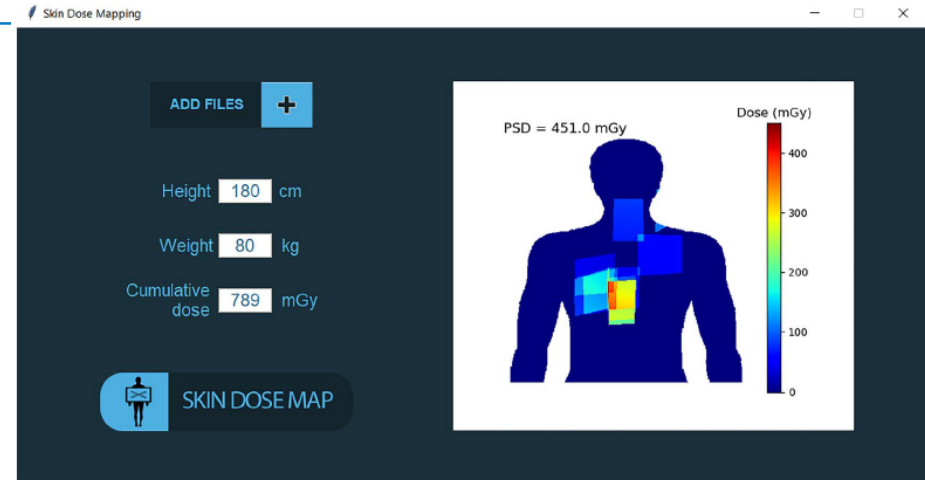 Skin Dose Mapping
ADD FILES
Height 180 cm
Weight 80 kg
Cumulative
dose 789 mGy
SKIN DOSE MAP
PSD = 451.0 mGy
Dose (mGy)
400
300
200
100
0